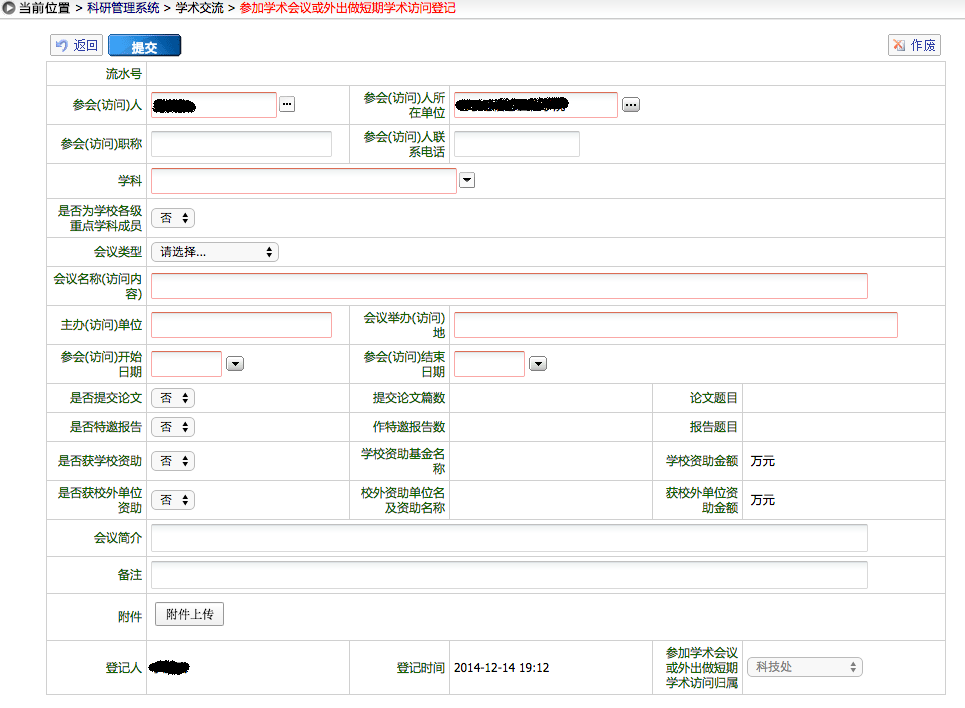 当前位置 > 科研管理系统 > 学术交流 > 参加学术会议或外出做短期学术访问登记
返回 提交 作废
流水号
参会(访问)人 ... 参会(访问)人所
在单位 ...
参会(访问)职称 参会(访问)人联
系电话
学科
是否为学校各级
重点学科成员 否
会议类型 请选择...
会议名称(访问内
容)
主办(访问)单位 会议举办(访问)
地
参会(访问)开始
日期 参会(访问)结束
日期
是否提交论文 否 提交论文篇数 论文题目
是否特邀报告 否 作特邀报告数 报告题目
是否获学校资助 否 学校资助基金名
称 学校资助金额 万元
是否获校外单位
资助 否 校外资助单位名
及资助名称 获校外单位资
助金额 万元
会议简介
备注
附件 附件上传
登记人 登记时间 2014-12-14 19:12 参加学术会议
或外出做短期
学术访问归属 科技处